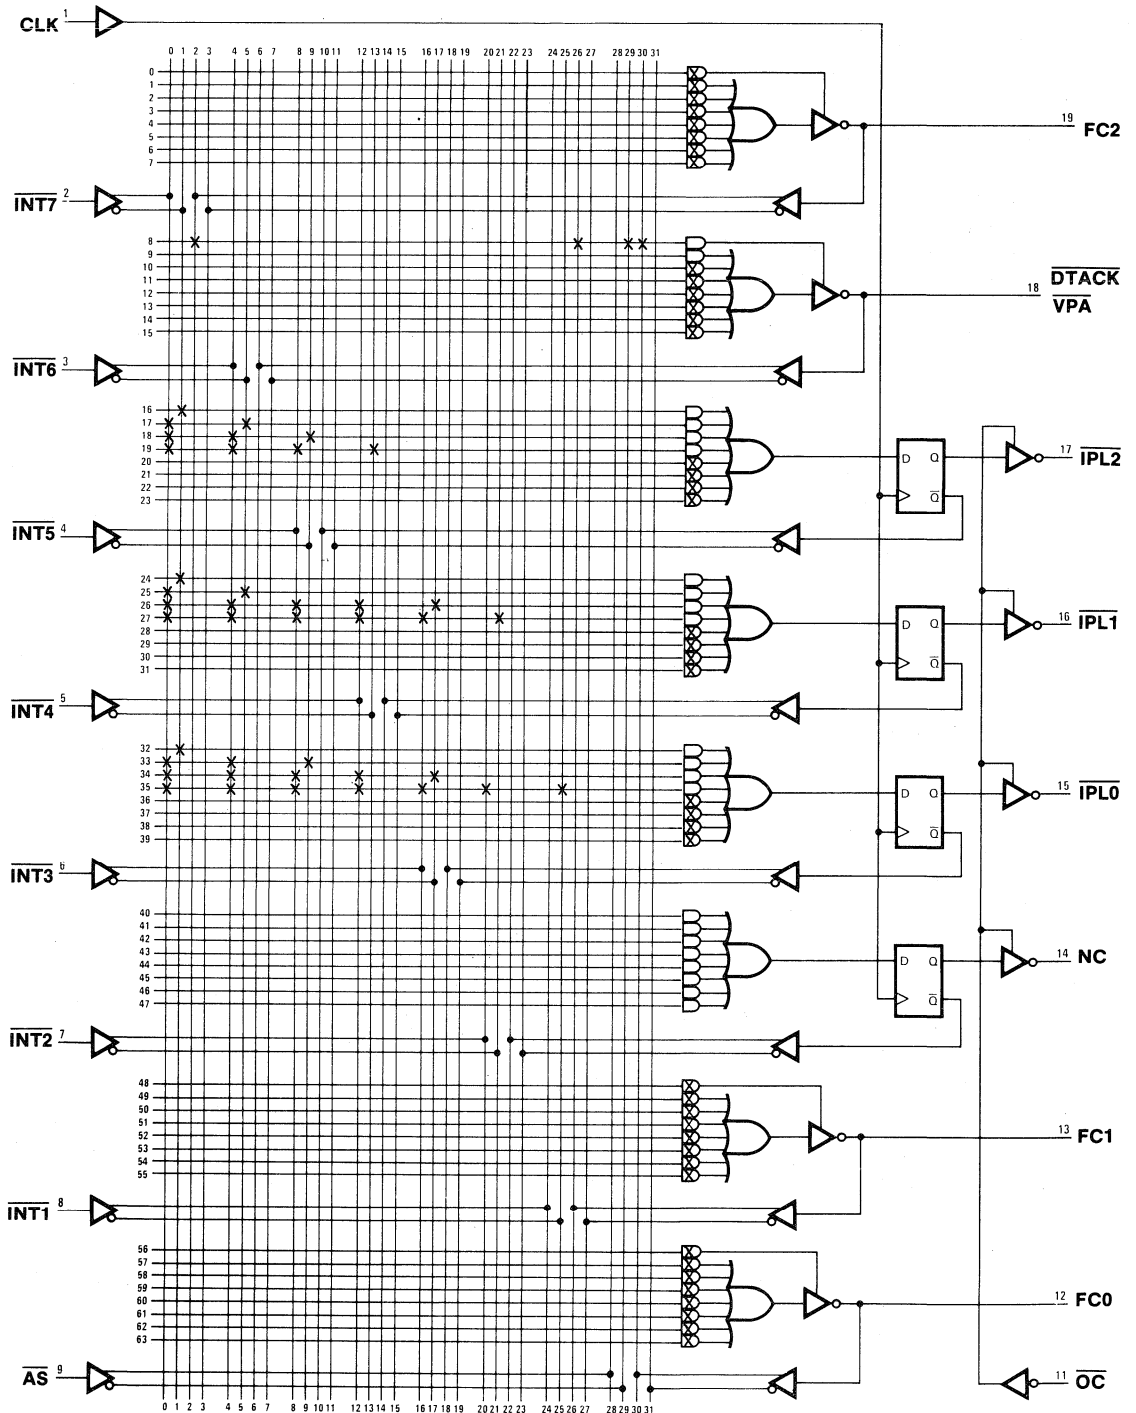 CLK 1
0 1 2 3 4 5 6 7 8 9 10 11 12 13 14 15 16 17 18 19 20 21 22 23 24 25 26 27 28 29 30 31
0
1
2
3
4
5
6
7
19 FC2
INT7 2
8
9
10
11
12
13
14
15
18 DTACK
VPA
INT6 3
16
17
18
19
20
21
22
23
D Q
Q
17 IPL2
INT5 4
24
25
26
27
28
29
30
31
D Q
Q
16 IPL1
INT4 5
32
33
34
35
36
37
38
39
D Q
Q
15 IPL0
INT3 6
40
41
42
43
44
45
46
47
D Q
Q
14 NC
INT2 7
48
49
50
51
52
53
54
55
13 FC1
INT1 8
56
57
58
59
60
61
62
63
12 FC0
AS 9
11 OC
0 1 2 3 4 5 6 7 8 9 10 11 12 13 14 15 16 17 18 19 20 21 22 23 24 25 26 27 28 29 30 31